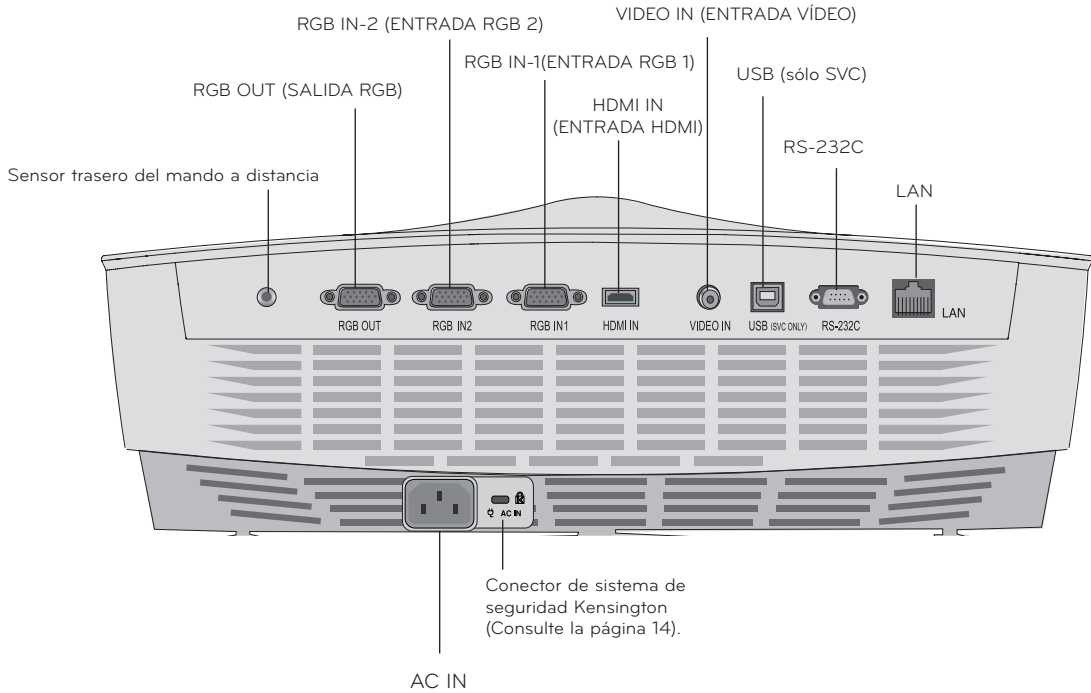 VIDEO IN (ENTRADA VÍDEO)
RGB IN-2 (ENTRADA RGB 2)
RGB IN-1(ENTRADA RGB 1)
USB (sólo SVC)
RGB OUT (SALIDA RGB)
HDMI IN
(ENTRADA HDMI)
RS-232C
Sensor trasero del mando a distancia
LAN
RGB OUT
RGB IN2
RGB IN1
HDMI IN
VIDEO IN
USB (SVC ONLY)
RS-232C
LAN
AC IN
Conector de sistema de
seguridad Kensington
(Consulte la página 14).
AC IN